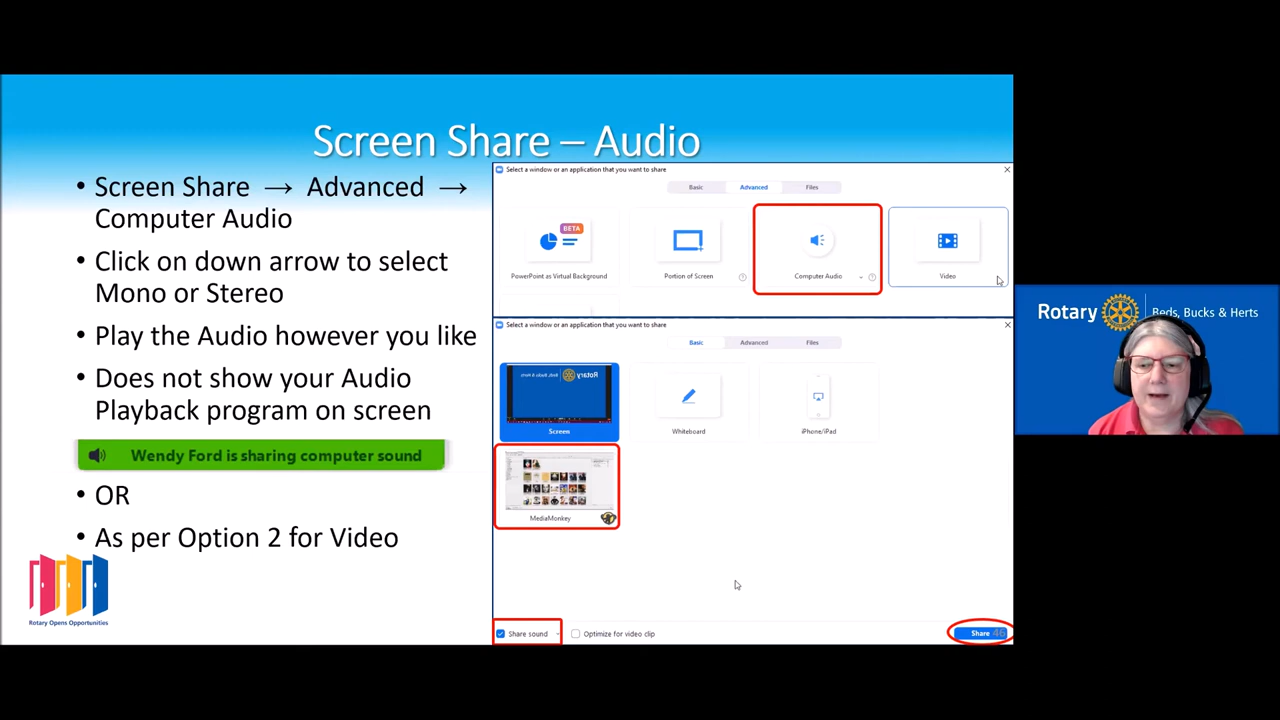 Screen Share – Audio
• Screen Share → Advanced →
Computer Audio
• Click on down arrow to select
Mono or Stereo
• Play the Audio however you like
• Does not show your Audio
Playback program on screen
Wendy Ford is sharing computer sound
• OR
• As per Option 2 for Video
Rotary Opens Opportunities
Select a window or an application that you want to share
Basic Advanced Files
BETA
PowerPoint as Virtual Background
Portion of Screen
Computer Audio
Video
Select a window or an application that you want to share
Basic Advanced Files
Rotary
Screen
Whiteboard
iPhone/iPad
MediaMonkey
Share sound
Optimize for video clip
Share
46
Rotary
Beds, Bucks & Herts